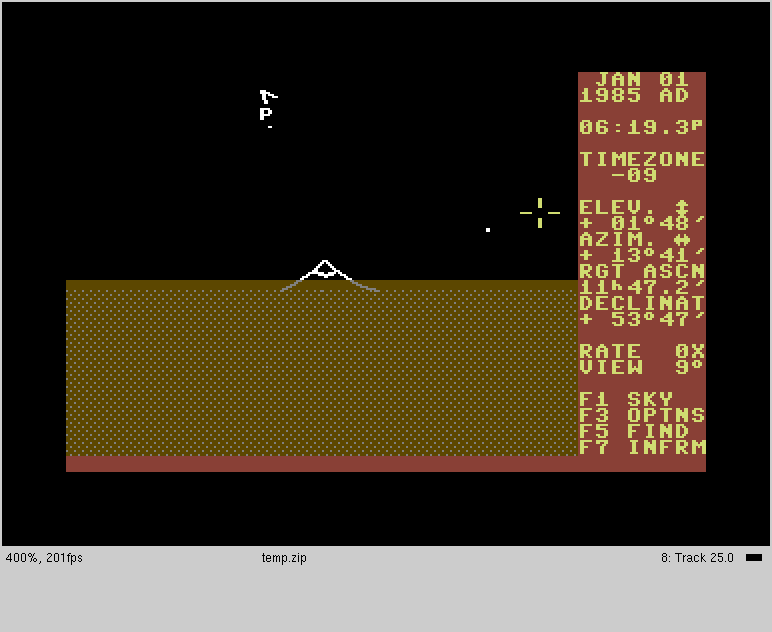 JAN 01
1985 AD
06:19.3P
TIMEZONE
-09
ELEV. ↕
+ 01°48′
AZIM. ↔
+ 13°41′
RGT ASCN
11ʰ47.2′
DECLINAT
+ 53°47′
RATE 0X
VIEW 9°
F1 SKY
F3 OPTNS
F5 FIND
F7 INFRM
400%, 201fps
temp.zip
8: Track 25.0